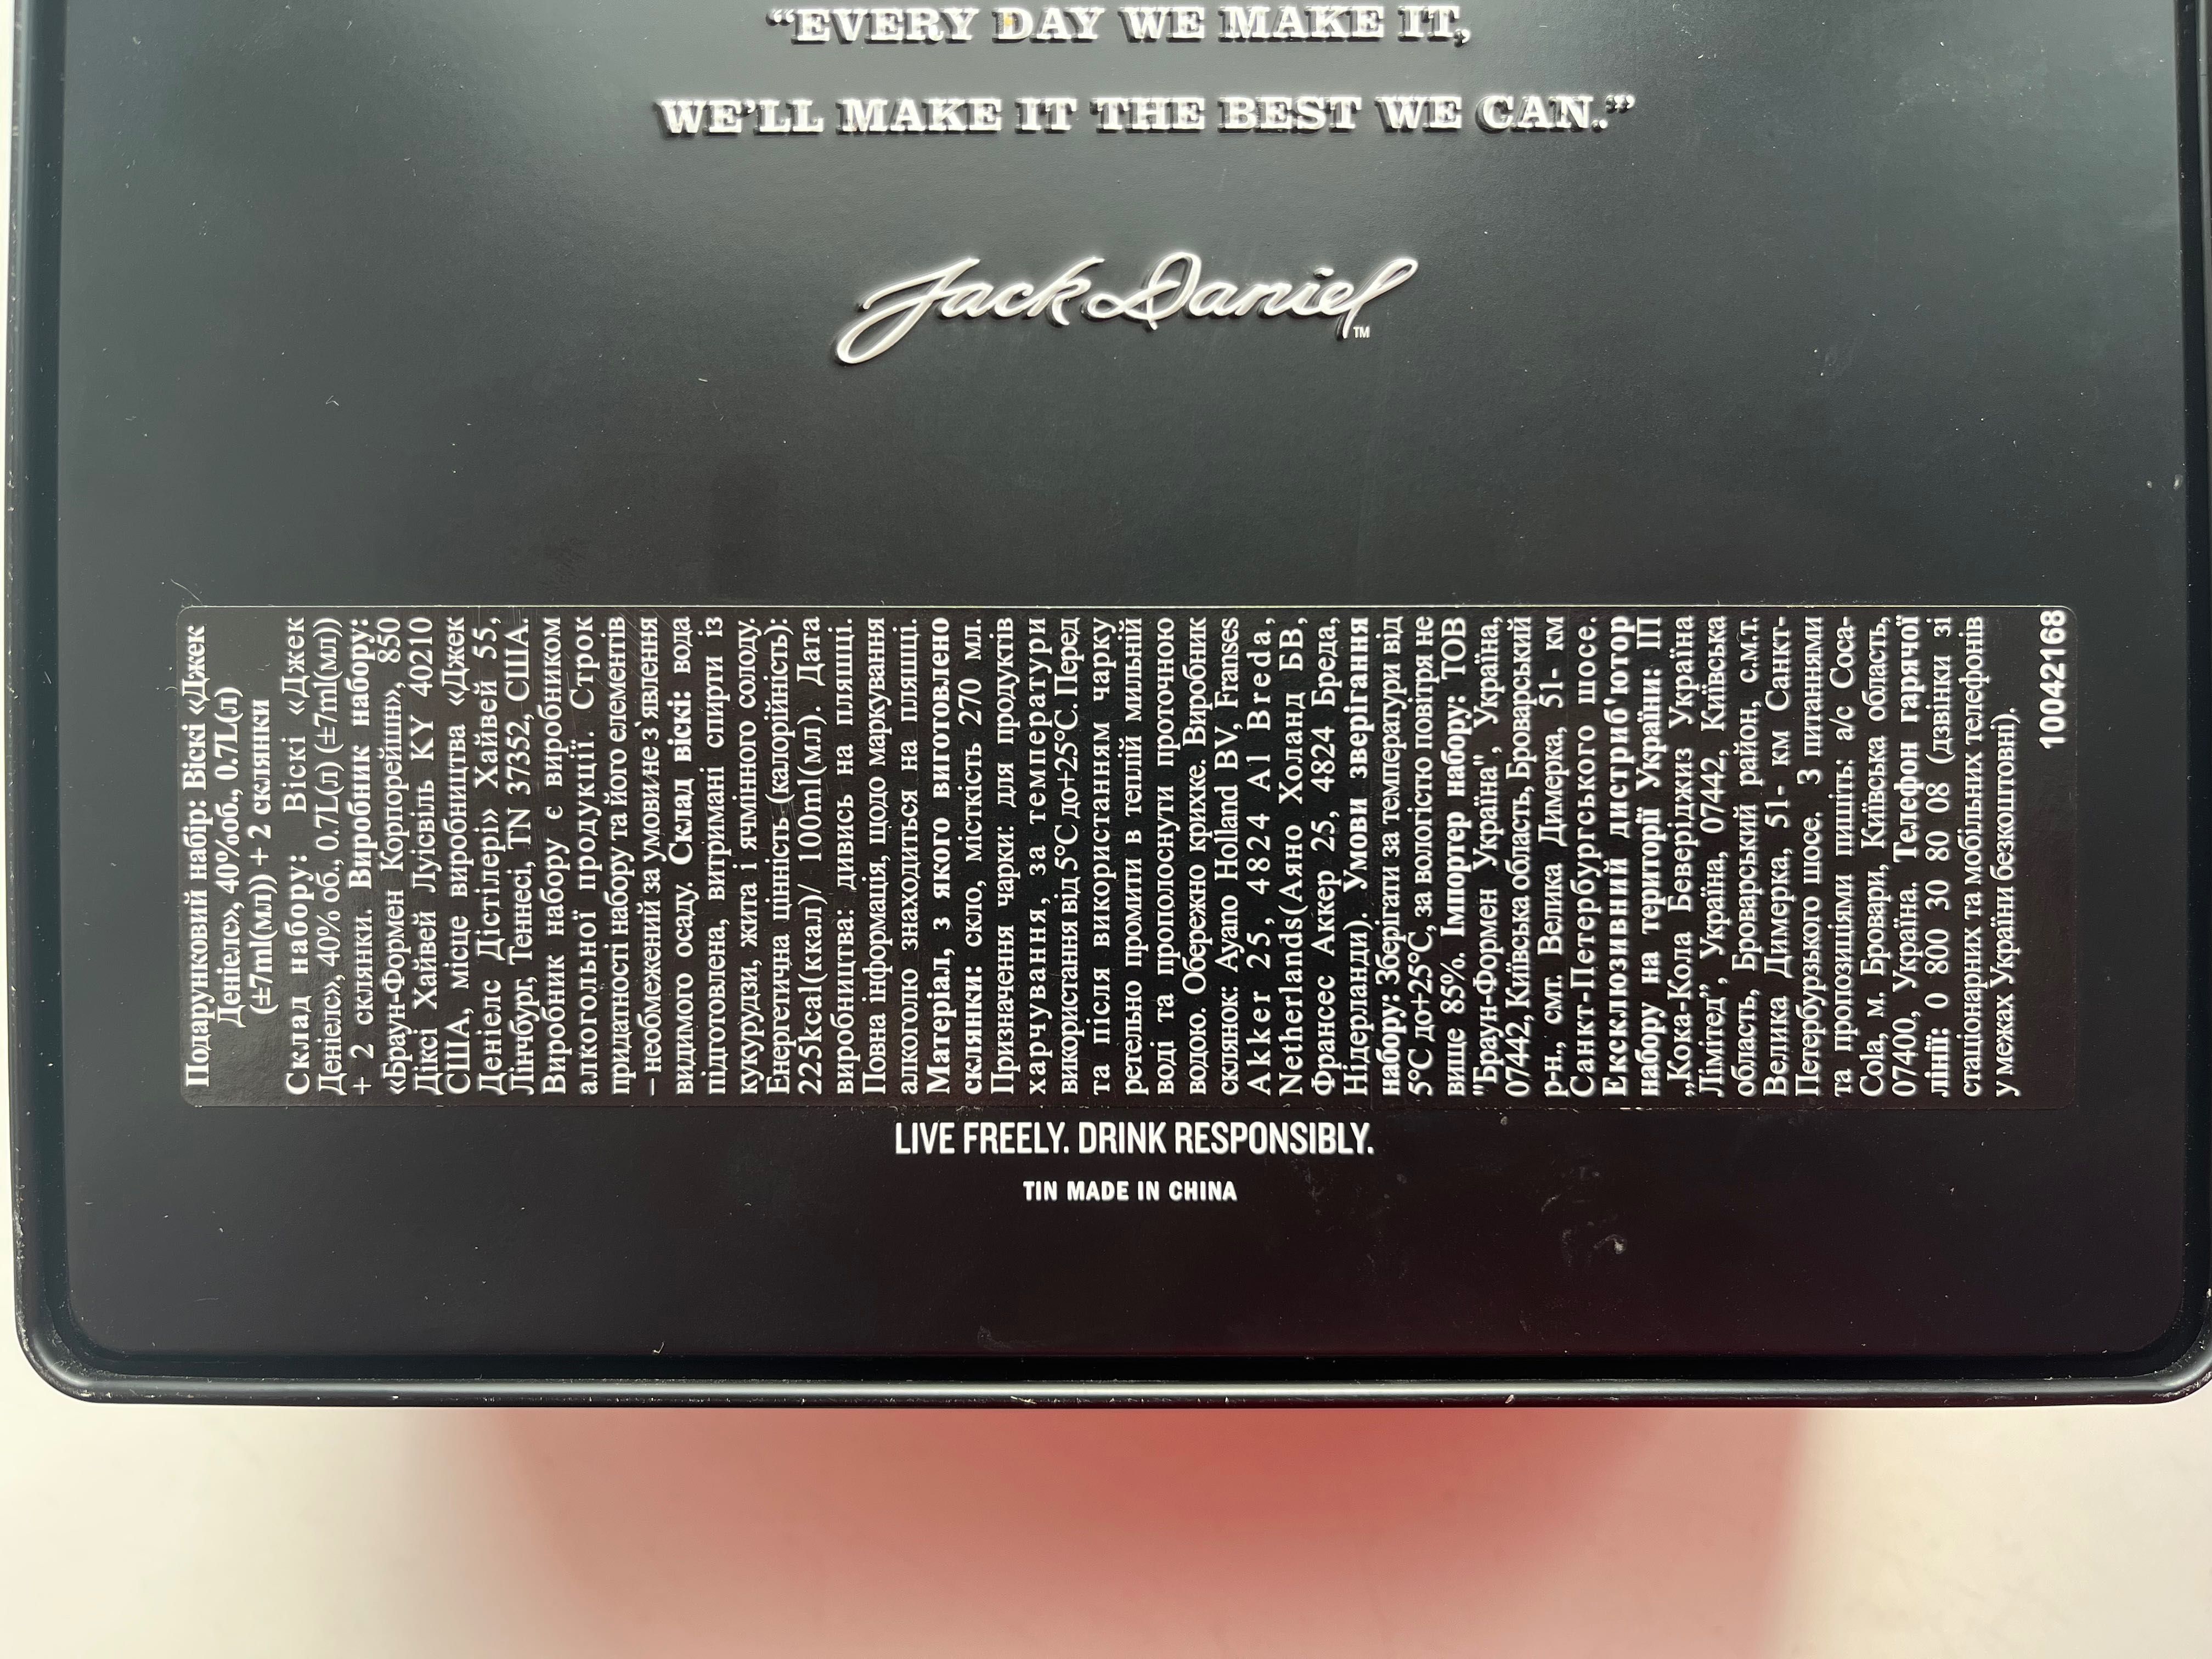 “EVERY DAY WE MAKE IT,
WE’LL MAKE IT THE BEST WE CAN.”
Jack Daniel™
Подарунковий набір: Віскі «Джек
Деніелс», 40%об., 0.7L(л)
(±7ml(мл)) + 2 склянки
Склад набору: Віскі «Джек
Деніелс», 40% об., 0.7L(л) (±7ml(мл))
+ 2 склянки. Виробник набору:
«Браун-Формен Корпорейшн», 850
Діксі Хайвей Луісвіль KY 40210
США, місце виробництва «Джек
Деніелс Дістілері» Хайвей 55,
Лінчбург, Теннесі, TN 37352, США.
Виробник набору є виробником
алкогольної продукції. Строк
придатності набору та його елементів
– необмежений за умови не з`явлення
видимого осаду. Склад віскі: вода
підготовлена, витримані спирти із
кукурудзи, жита і ячмінного солоду.
Енергетична цінність (калорійність):
225kcal(ккал)/ 100ml(мл). Дата
виробництва: дивись на пляшці.
Повна інформація, щодо маркування
алкоголю знаходиться на пляшці.
Матеріал, з якого виготовлено
склянки: скло, місткість 270 мл.
Призначення чарки: для продуктів
харчування, за температури
використання від 5°С до+25°С. Перед
та після використанням чарку
ретельно промити в теплій мильній
воді та прополоснути проточною
водою. Обережно крихке. Виробник
склянок: Ayano Holland BV, Franses
Akker 25, 4824 Al Breda,
Netherlands(Аяно Холанд БВ,
Франсес Аккер 25, 4824 Бреда,
Нідерланди). Умови зверігання
набору: Зберігати за температури від
5°С до+25°С, за вологістю повітря не
вище 85%. Імпортер набору: ТОВ
"Браун-Формен Україна", Україна,
07442, Київська область, Броварський
р-н., смт. Велика Димерка, 51- км
Санкт-Петербургського шосе.
Ексклюзивний дистриб'ютор
набору на території України: ІП
„Кока-Кола Беверіджиз Україна
Лімітед”, Україна, 07442, Київська
область, Броварський район, с.м.т.
Велика Димерка, 51- км Санкт-
Петербурзького шосе. З питаннями
та пропозиціями пишіть: а/с Coca-
Cola, м. Бровари, Київська область,
07400, Україна. Телефон гарячої
лінії: 0 800 30 80 08 (дзвінки зі
стаціонарних та мобільних телефонів
у межах України безкоштовні).
10042168
LIVE FREELY. DRINK RESPONSIBLY.
TIN MADE IN CHINA